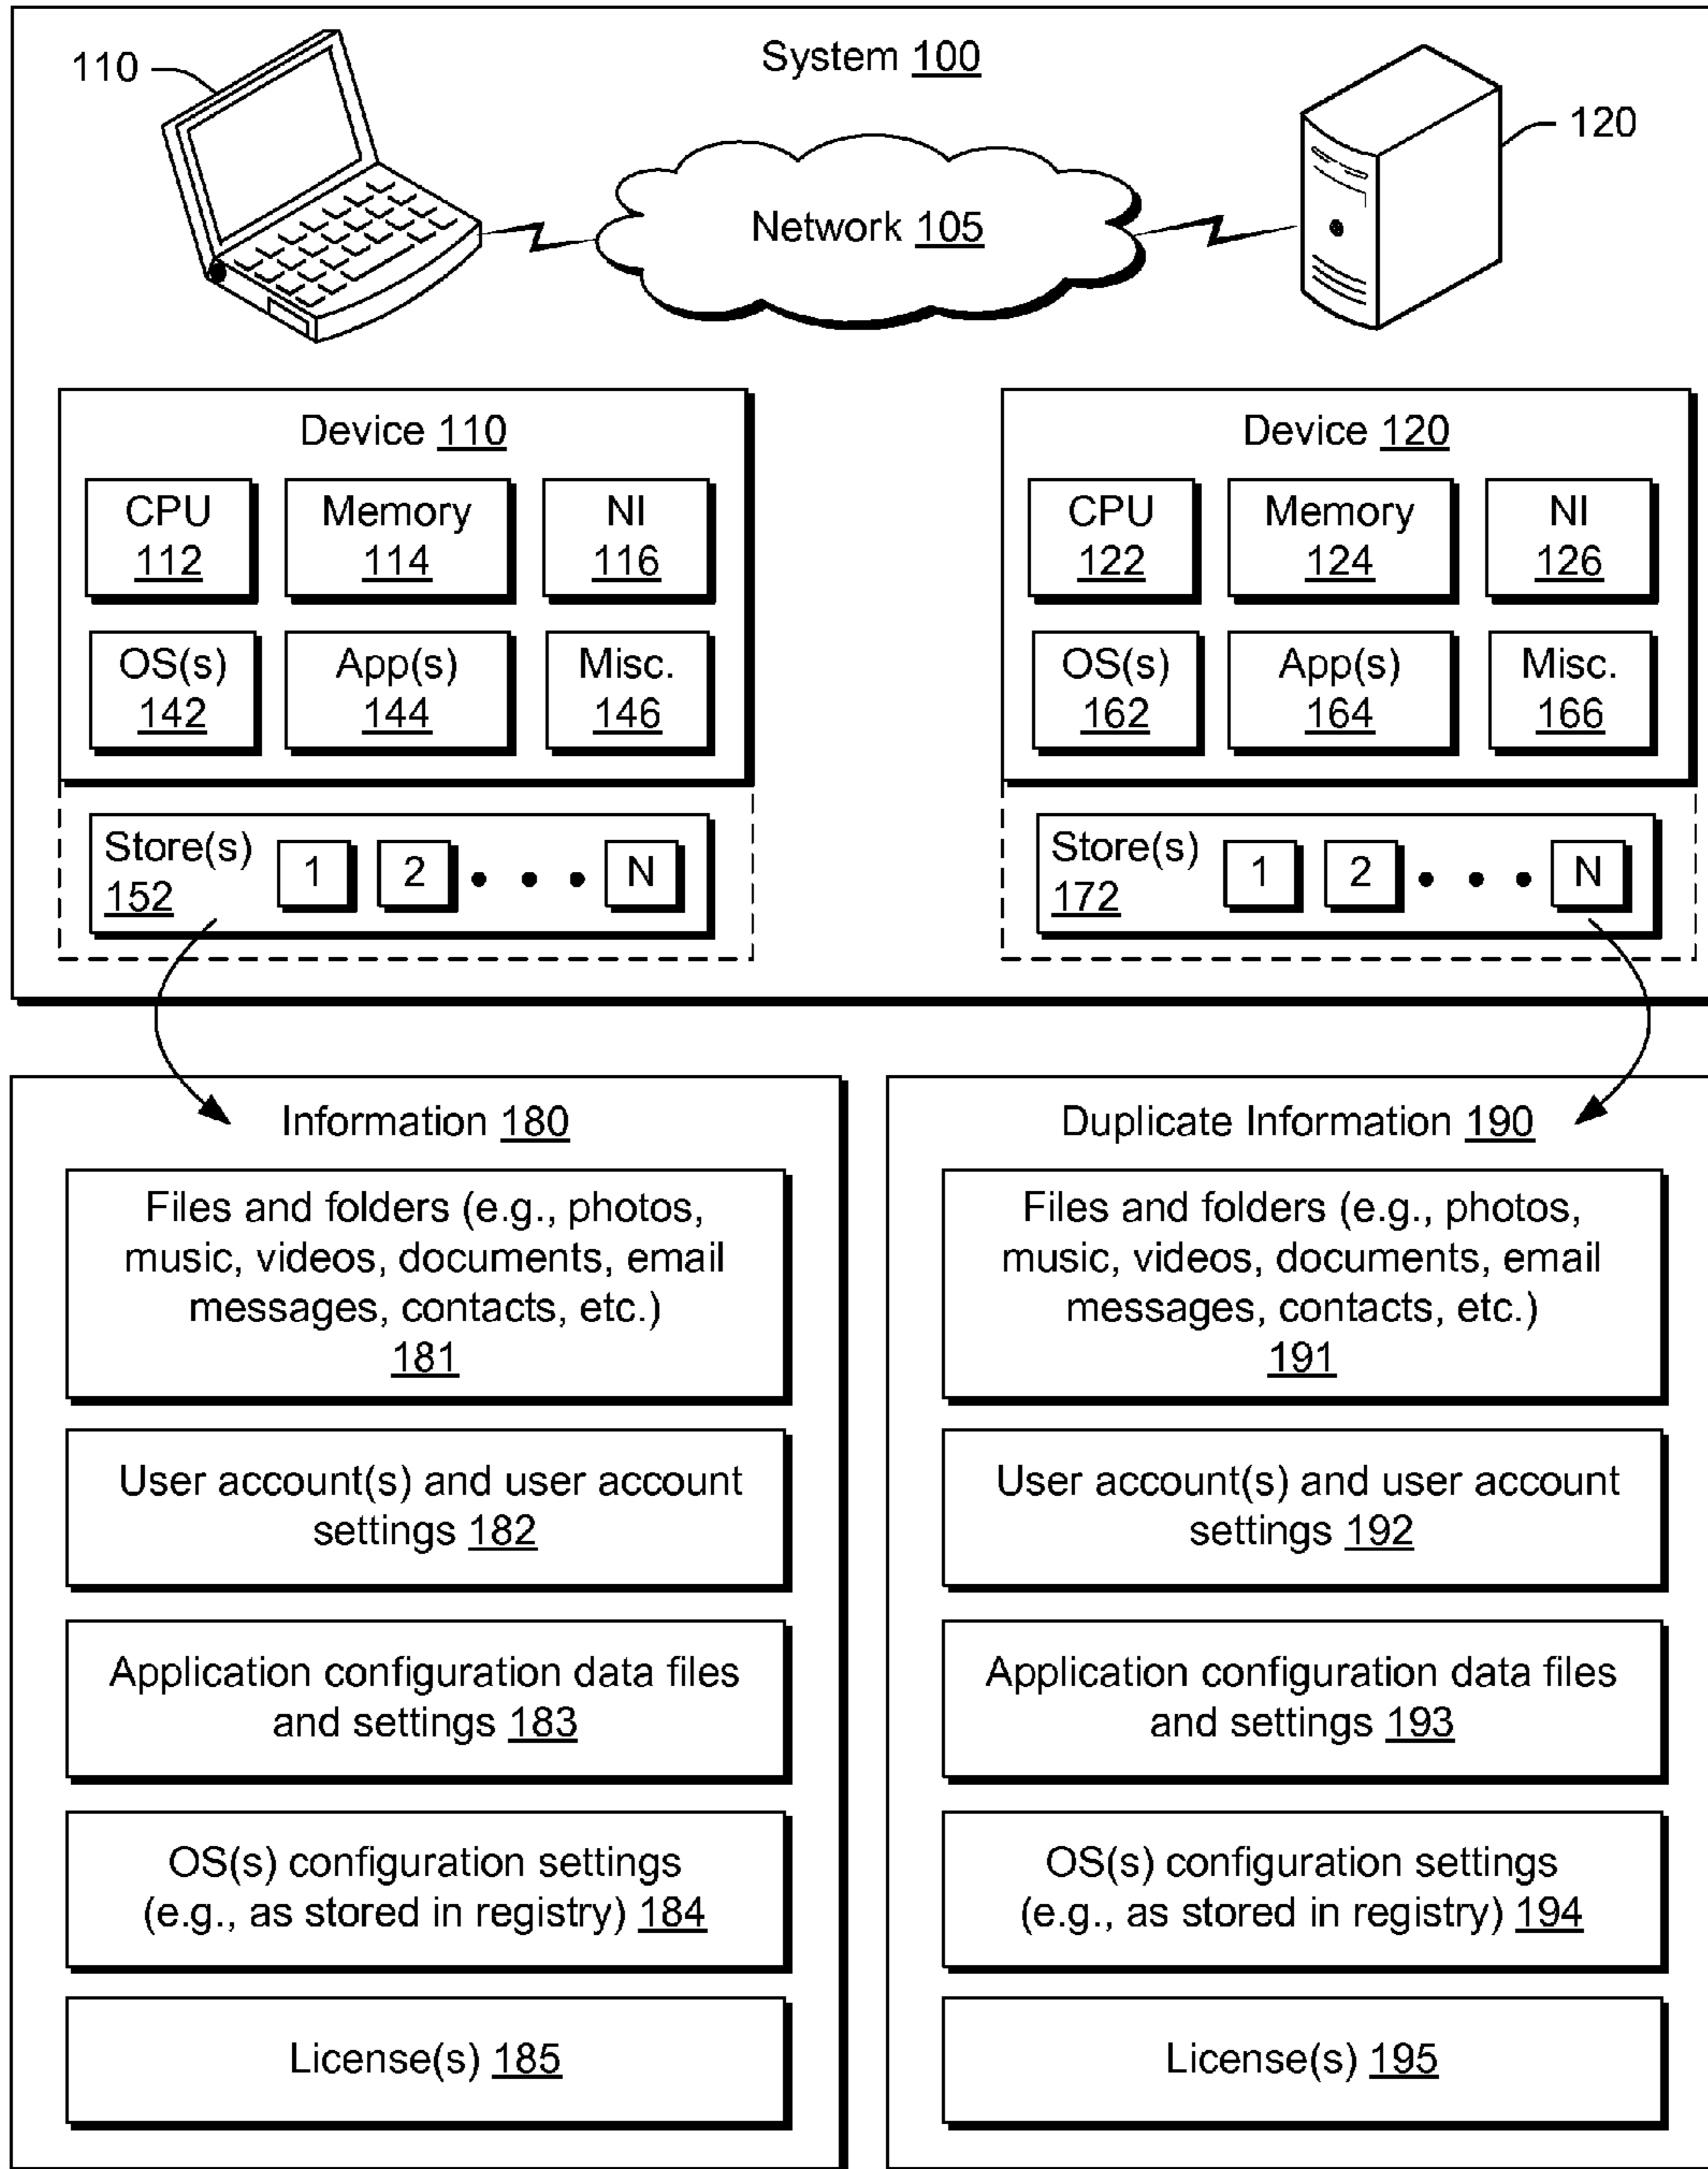 System 100
110
120
Network 105
Device 110
CPU
112
Memory
114
NI
116
OS(s)
142
App(s)
144
Misc.
146
Store(s)
152
1
2
• • •
N
Device 120
CPU
122
Memory
124
NI
126
OS(s)
162
App(s)
164
Misc.
166
Store(s)
172
1
2
• • •
N
Information 180
Files and folders (e.g., photos,
music, videos, documents, email
messages, contacts, etc.)
181
User account(s) and user account
settings 182
Application configuration data files
and settings 183
OS(s) configuration settings
(e.g., as stored in registry) 184
License(s) 185
Duplicate Information 190
Files and folders (e.g., photos,
music, videos, documents, email
messages, contacts, etc.)
191
User account(s) and user account
settings 192
Application configuration data files
and settings 193
OS(s) configuration settings
(e.g., as stored in registry) 194
License(s) 195